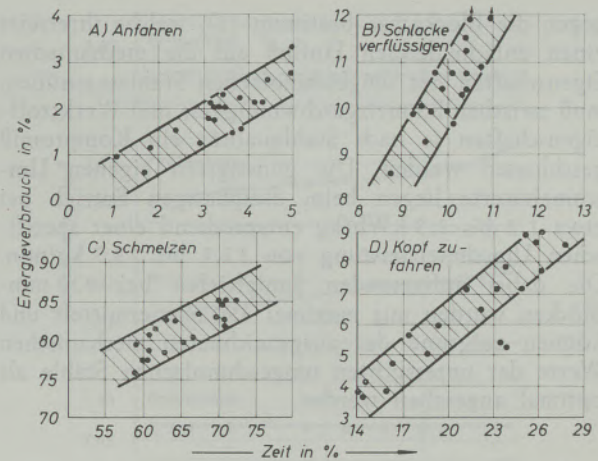 A) Anfahren
4
3
2
1
0
0 1 2 3 4 5
B) Schlacke
verflüssigen
12
11
10
9
8
8 9 10 11 12 13
Energieverbrauch in %
C) Schmelzen
90
85
80
75
70
55 60 65 70 75
D) Kopf zu-
fahren
9
8
7
6
5
4
3
14 17 20 23 26 29
Zeit in %